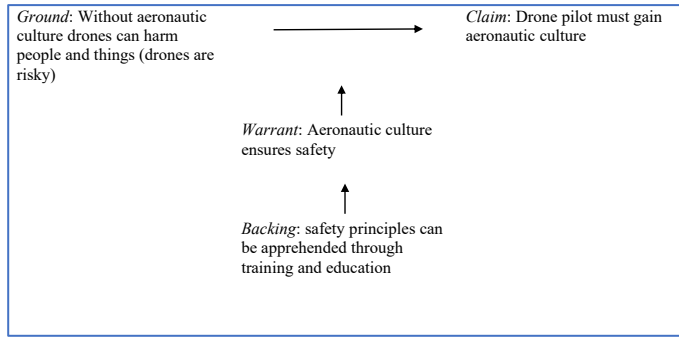 Ground: Without aeronautic
culture drones can harm
people and things (drones are
risky)
Claim: Drone pilot must gain
aeronautic culture
Warrant: Aeronautic culture
ensures safety
Backing: safety principles can
be apprehended through
training and education